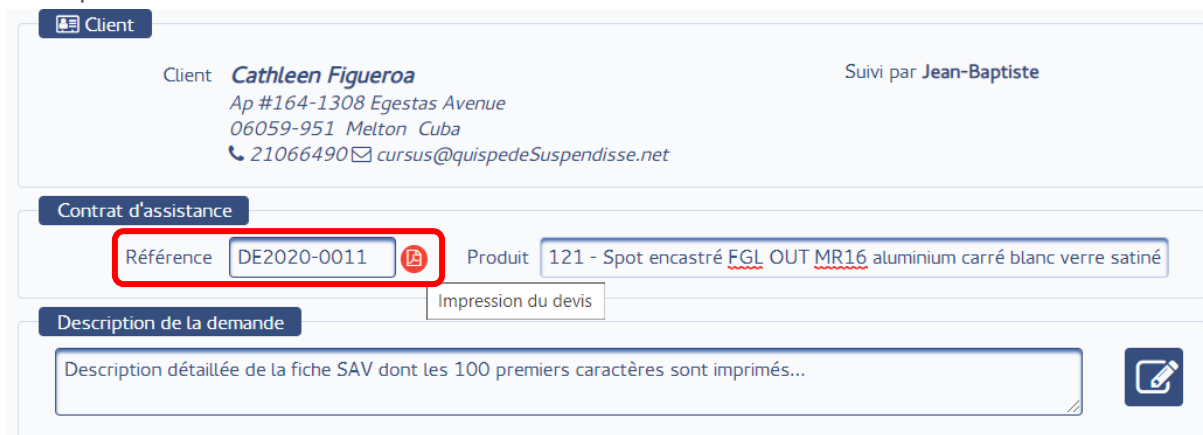 Client
Client Cathleen Figueroa Suivi par Jean-Baptiste
Ap #164-1308 Egestas Avenue
06059-951 Melton Cuba
21066490 cursus@quispedeSuspendisse.net
Contrat d'assistance
Référence DE2020-0011 Produit 121 - Spot encastré FGL OUT MR16 aluminium carré blanc verre satiné
Impression du devis
Description de la demande
Description détaillée de la fiche SAV dont les 100 premiers caractères sont imprimés...